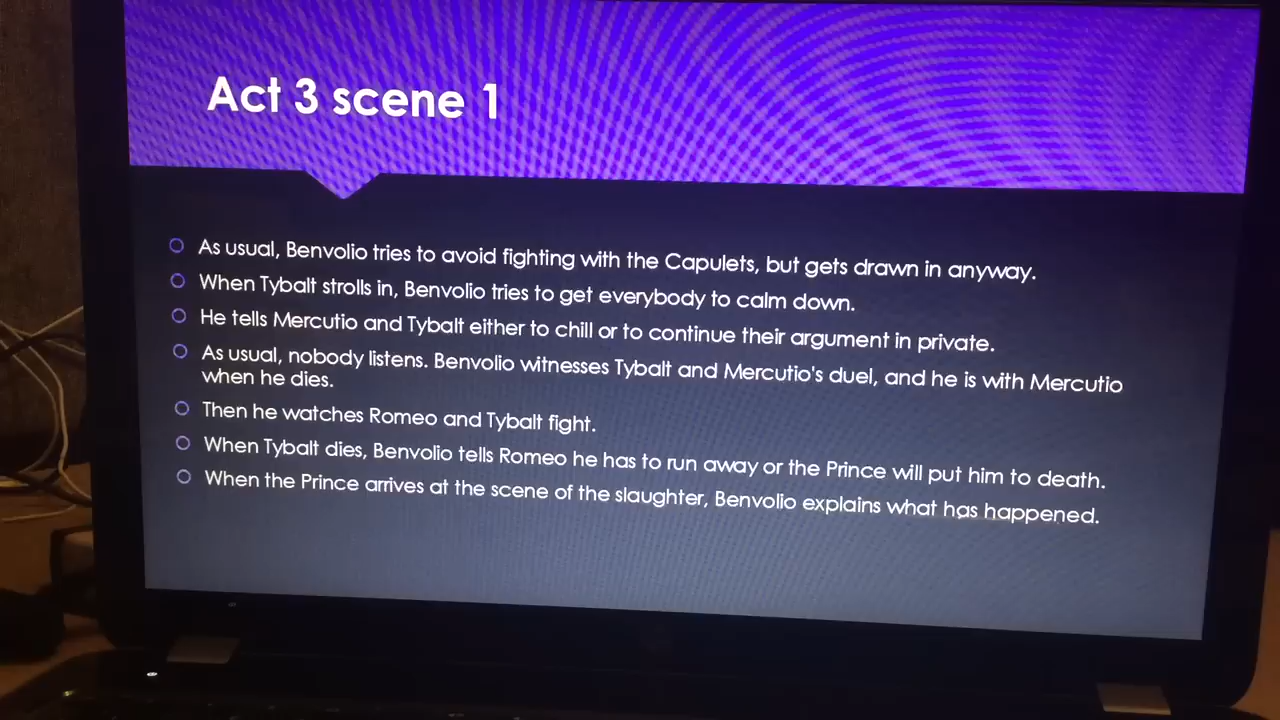 Act 3 scene 1
As usual, Benvolio tries to avoid fighting with the Capulets, but gets drawn in anyway.
When Tybalt strolls in, Benvolio tries to get everybody to calm down.
He tells Mercutio and Tybalt either to chill or to continue their argument in private.
As usual, nobody listens. Benvolio witnesses Tybalt and Mercutio's duel, and he is with Mercutio
when he dies.
Then he watches Romeo and Tybalt fight.
When Tybalt dies, Benvolio tells Romeo he has to run away or the Prince will put him to death.
When the Prince arrives at the scene of the slaughter, Benvolio explains what has happened.